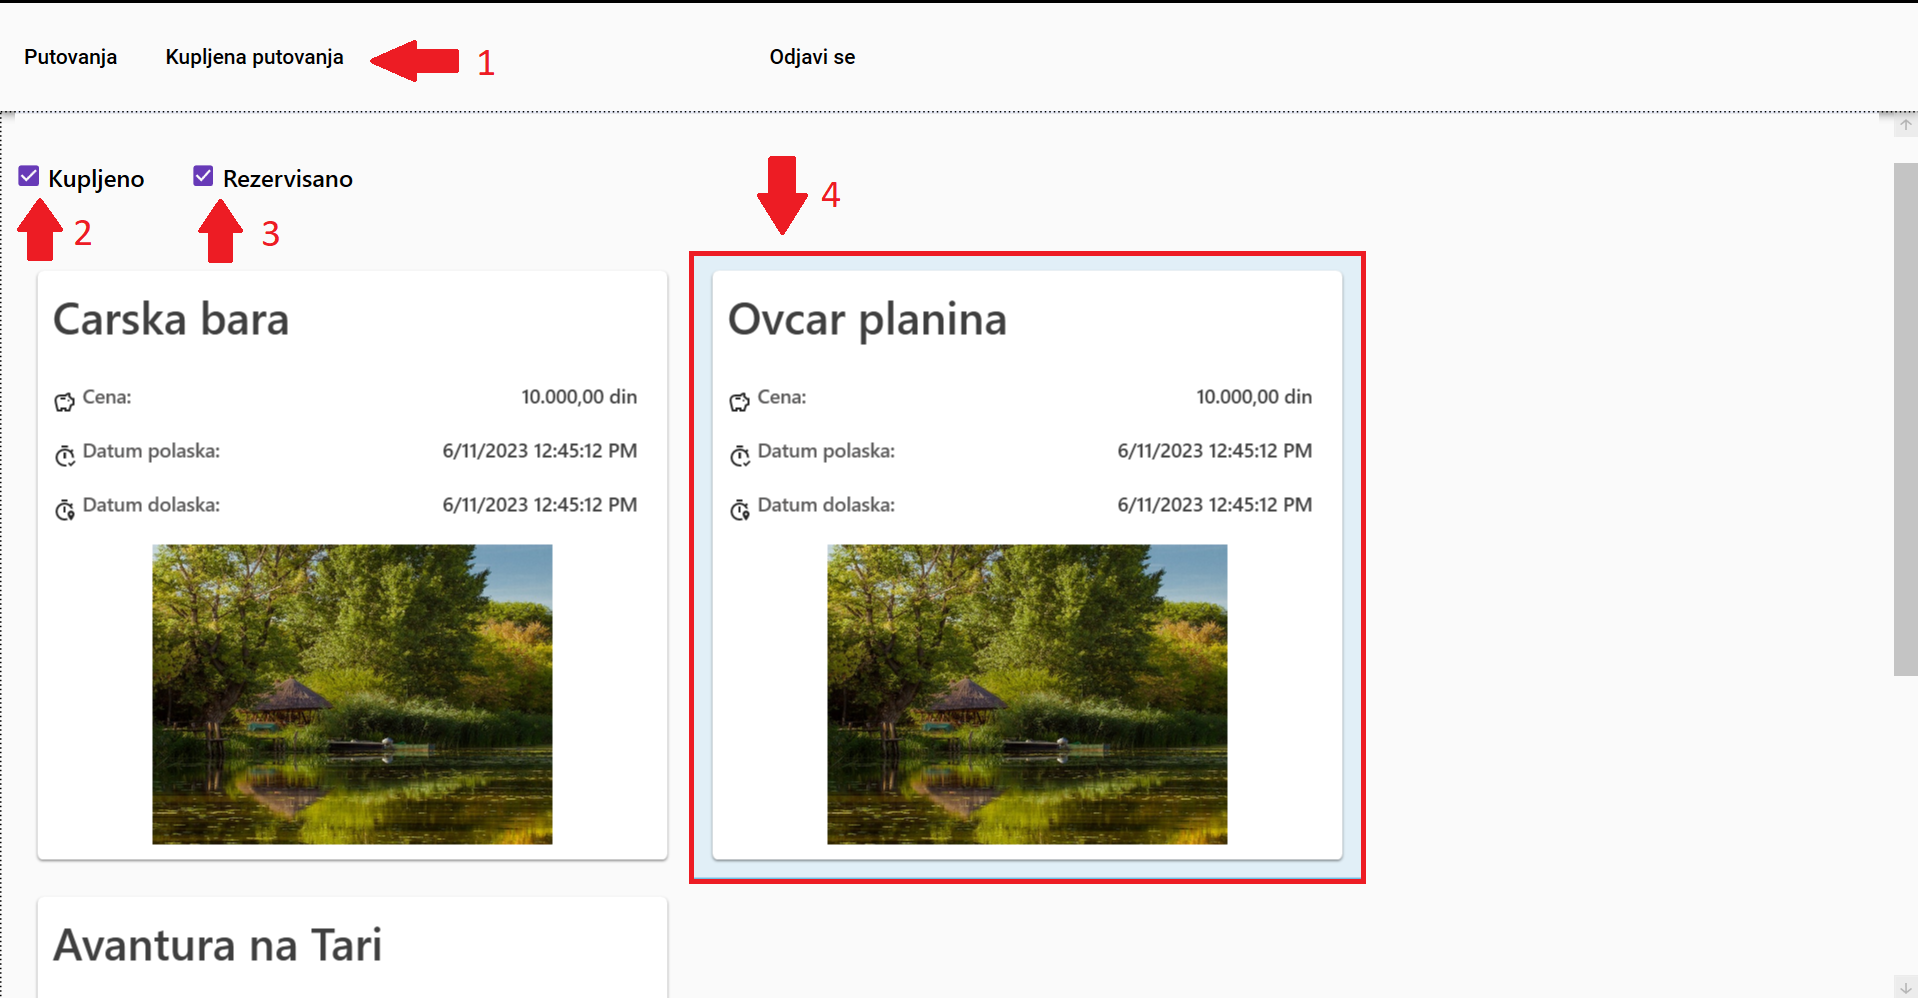 Putovanja
Kupljena putovanja
1
Odjavi se
Kupljeno
Rezervisano
2
3
4
Carska bara
Cena:
10.000,00 din
Datum polaska:
6/11/2023 12:45:12 PM
Datum dolaska:
6/11/2023 12:45:12 PM
Ovcar planina
Cena:
10.000,00 din
Datum polaska:
6/11/2023 12:45:12 PM
Datum dolaska:
6/11/2023 12:45:12 PM
Avantura na Tari